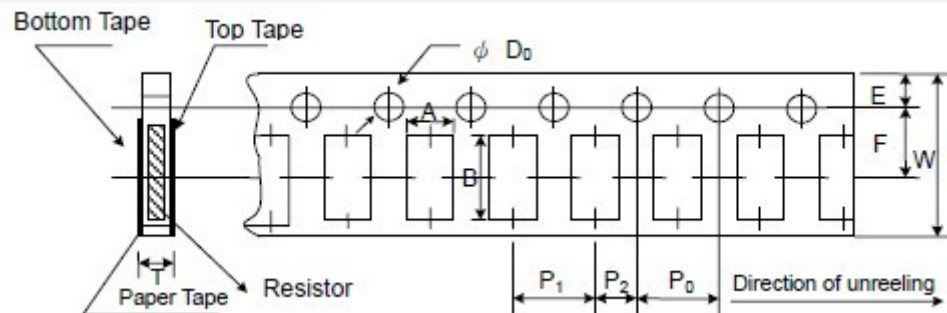 Bottom Tape
Top Tape
ϕ D₀
A
E
F
W
B
T
Paper Tape
Resistor
P₁
P₂
P₀
Direction of unreeling